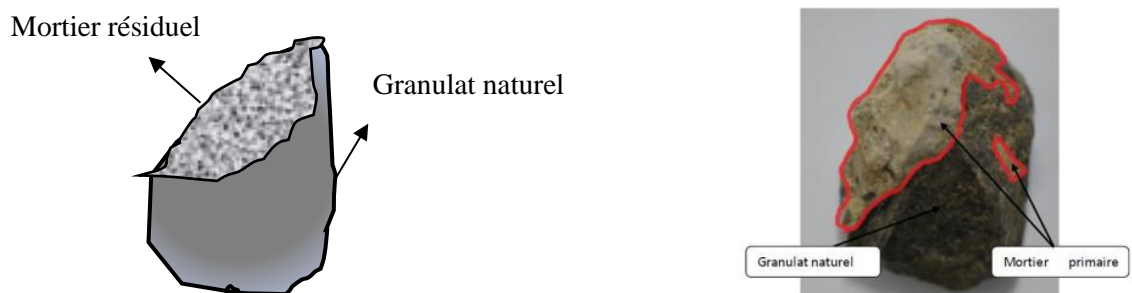 Mortier résiduel
Granulat naturel
Granulat naturel
Mortier primaire